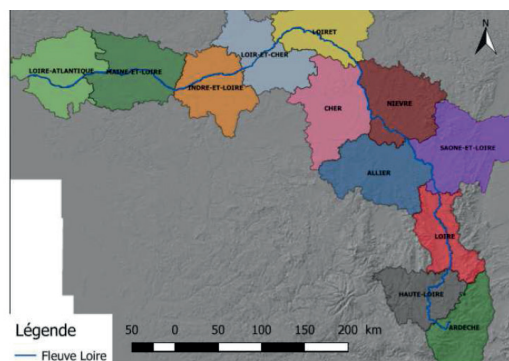 N
LOIRET
LOIR-ET-CHER
LOIRE-ATLANTIQUE
MAINE-ET-LOIRE
INDRE-ET-LOIRE
CHER
NIEVRE
SAONE-ET-LOIRE
ALLIER
LOIRE
HAUTE-LOIRE
ARDECHE
Légende
Fleuve Loire
50 0 50 100 150 200 km